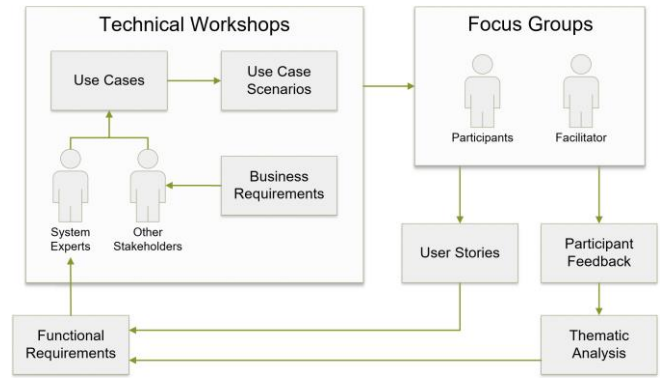 Technical Workshops
Focus Groups
Use Cases
Use Case
Scenarios
Participants
Facilitator
Business
Requirements
System
Experts
Other
Stakeholders
User Stories
Participant
Feedback
Functional
Requirements
Thematic
Analysis